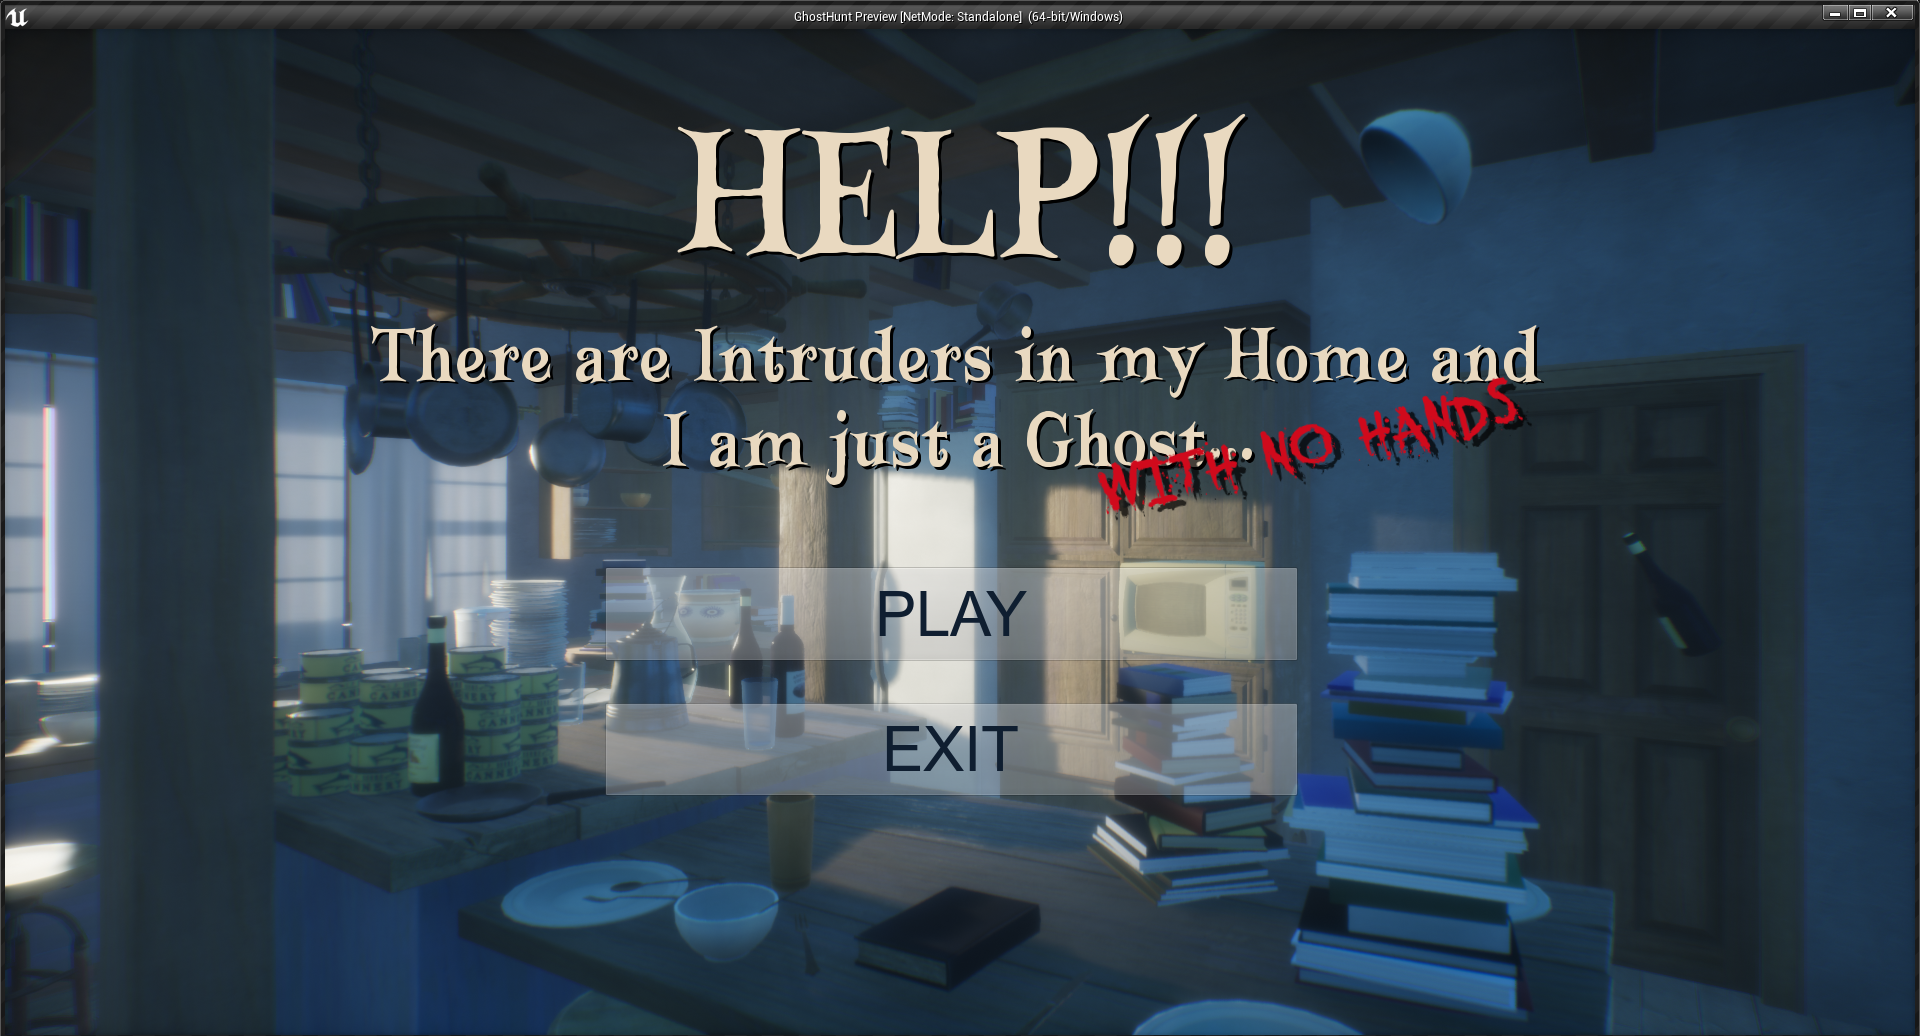 GhostHunt Preview [NetMode: Standalone] (64-bit/Windows)
HELP!!!
There are Intruders in my Home and
I am just a Ghost...
WITH NO HANDS
PLAY
EXIT